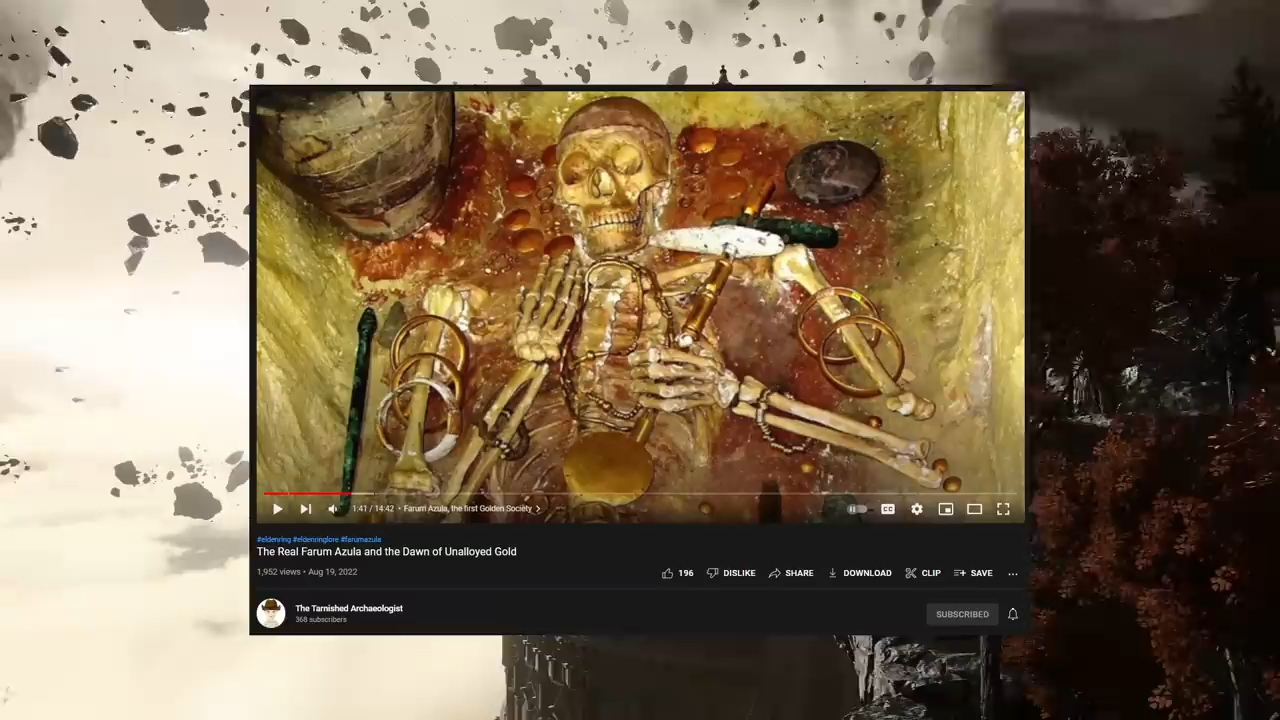 1:41 / 14:42 • Farum Azula, the first Golden Society
CC
#eldenring #eldenringlore #farumazula
The Real Farum Azula and the Dawn of Unalloyed Gold
1,952 views • Aug 19, 2022
196 DISLIKE SHARE DOWNLOAD CLIP SAVE
The Tarnished Archaeologist
368 subscribers
SUBSCRIBED